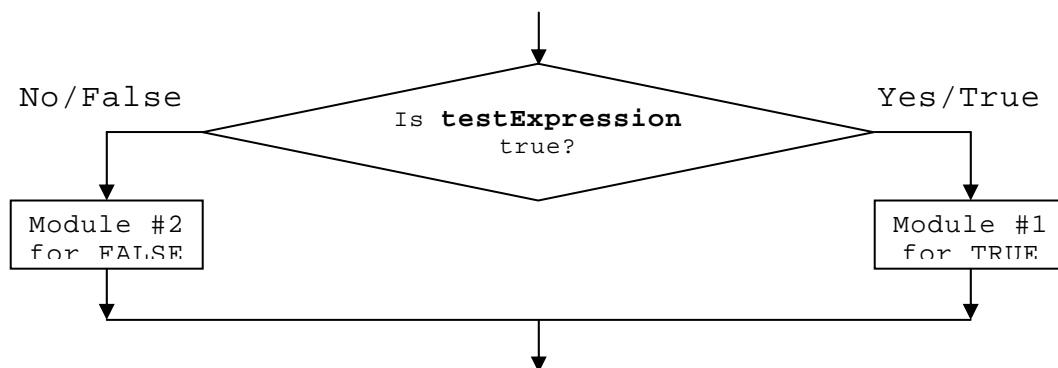 No/False
Yes/True
Is testExpression
true?
Module #2
for FALSE
Module #1
for TRUE